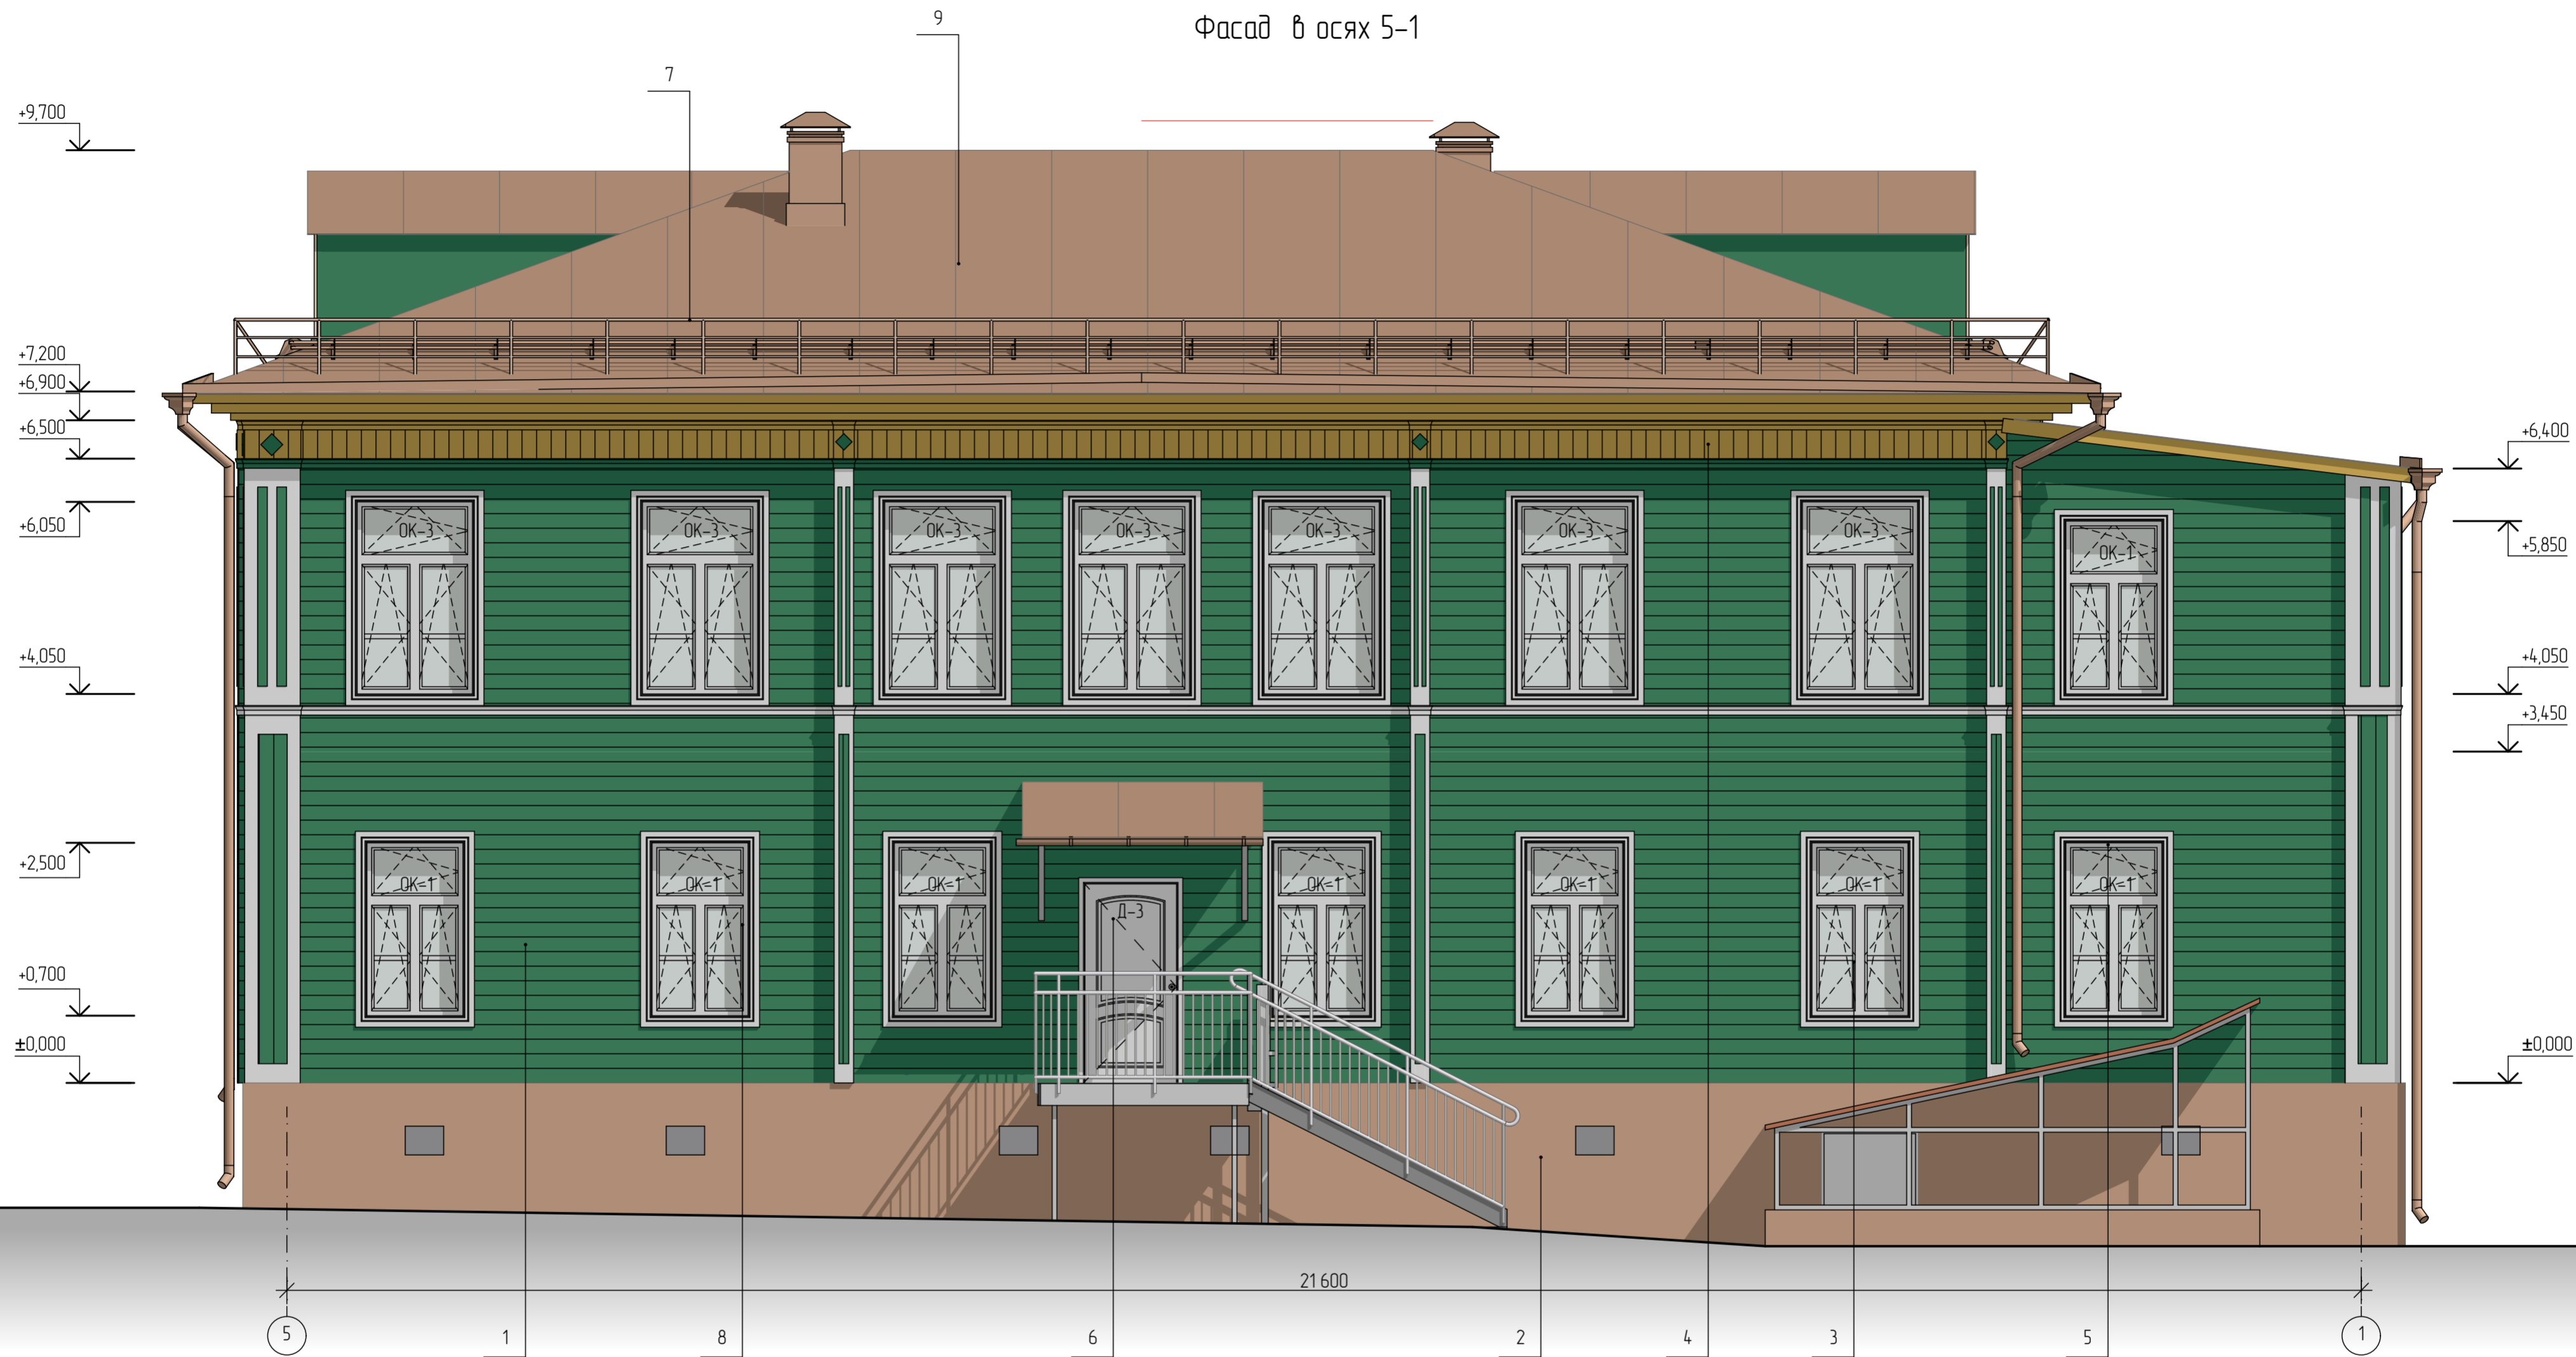 Фасад в осях 5-1
9
7
+9,700
+7,200
+6,900
+6,500
+6,400
+6,050
+5,850
ОК-3
ОК-3
ОК-3
ОК-3
ОК-3
ОК-3
ОК-3
ОК-1
+4,050
+4,050
+3,450
+2,500
ОК-1
ОК-1
ОК-1
ОК-1
ОК-1
ОК-1
ОК-1
Д-3
+0,700
±0,000
±0,000
21 600
5
1
8
6
2
4
3
5
1